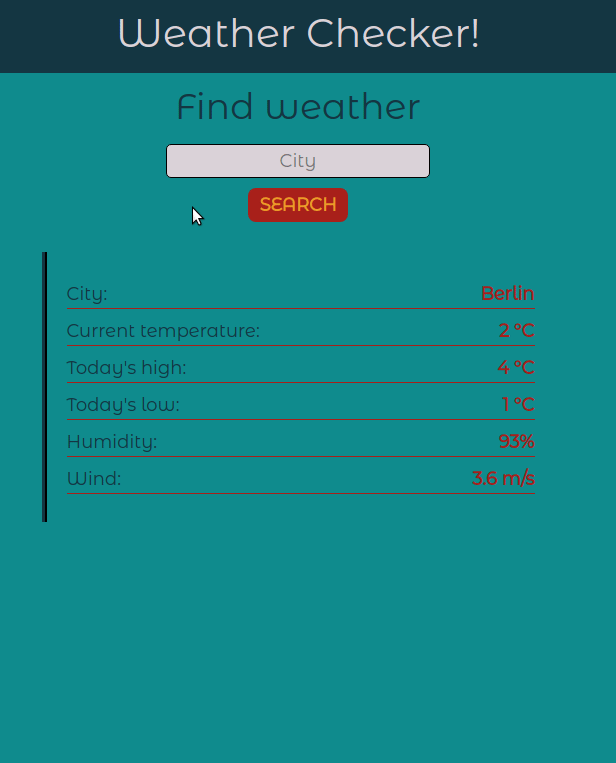 Weather Checker!
Find weather
City
SEARCH
City: Berlin
Current temperature: 2 °C
Today's high: 4 °C
Today's low: 1 °C
Humidity: 93%
Wind: 3.6 m/s